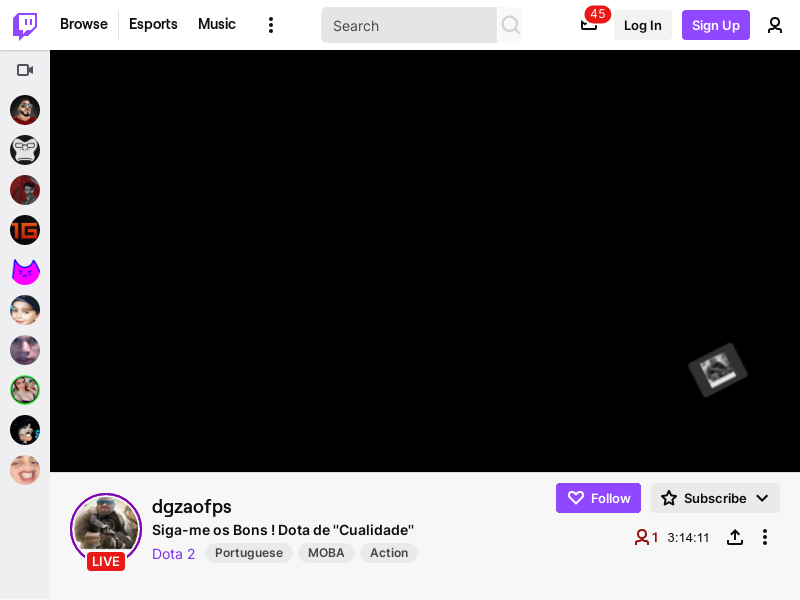 Browse
Esports
Music
Search
45
Log In
Sign Up
1G
dgzaofps
Siga-me os Bons ! Dota de "Cualidade"
Dota 2
Portuguese
MOBA
Action
LIVE
Follow
Subscribe
1
3:14:11